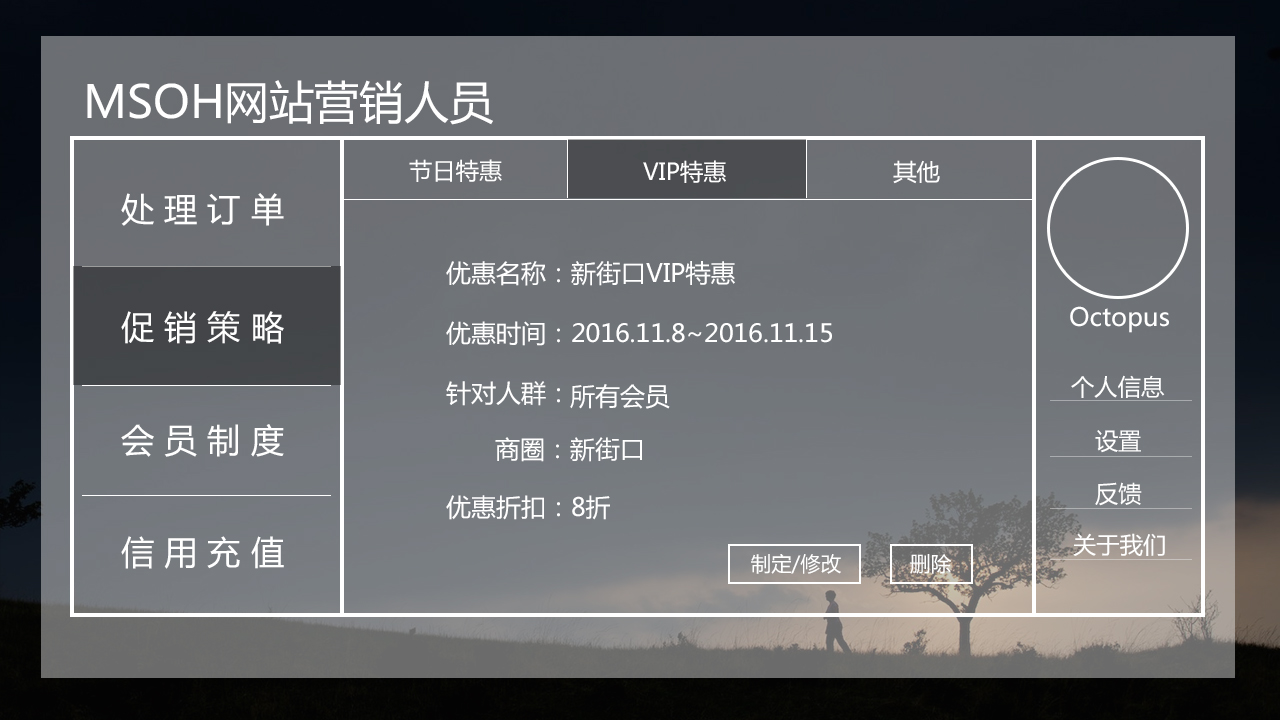 MSOH网站营销人员
处理订单
促销策略
会员制度
信用充值
节日特惠
VIP特惠
其他
优惠名称：新街口VIP特惠
优惠时间：2016.11.8~2016.11.15
针对人群：所有会员
商圈：新街口
优惠折扣：8折
制定/修改
删除
Octopus
个人信息
设置
反馈
关于我们